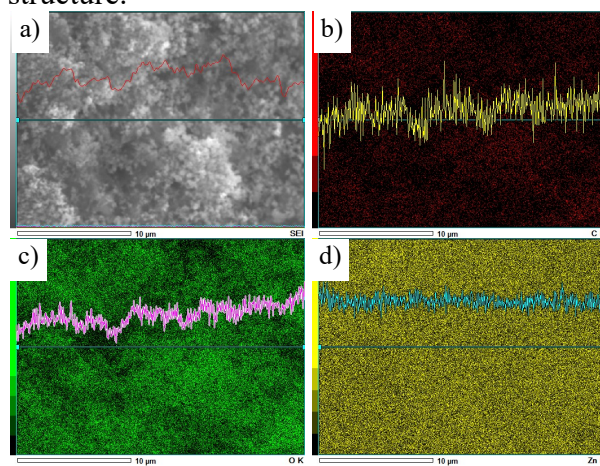 structure.
a)
b)
10 µm
SEI
10 µm
C
c)
d)
10 µm
O K
10 µm
Zn